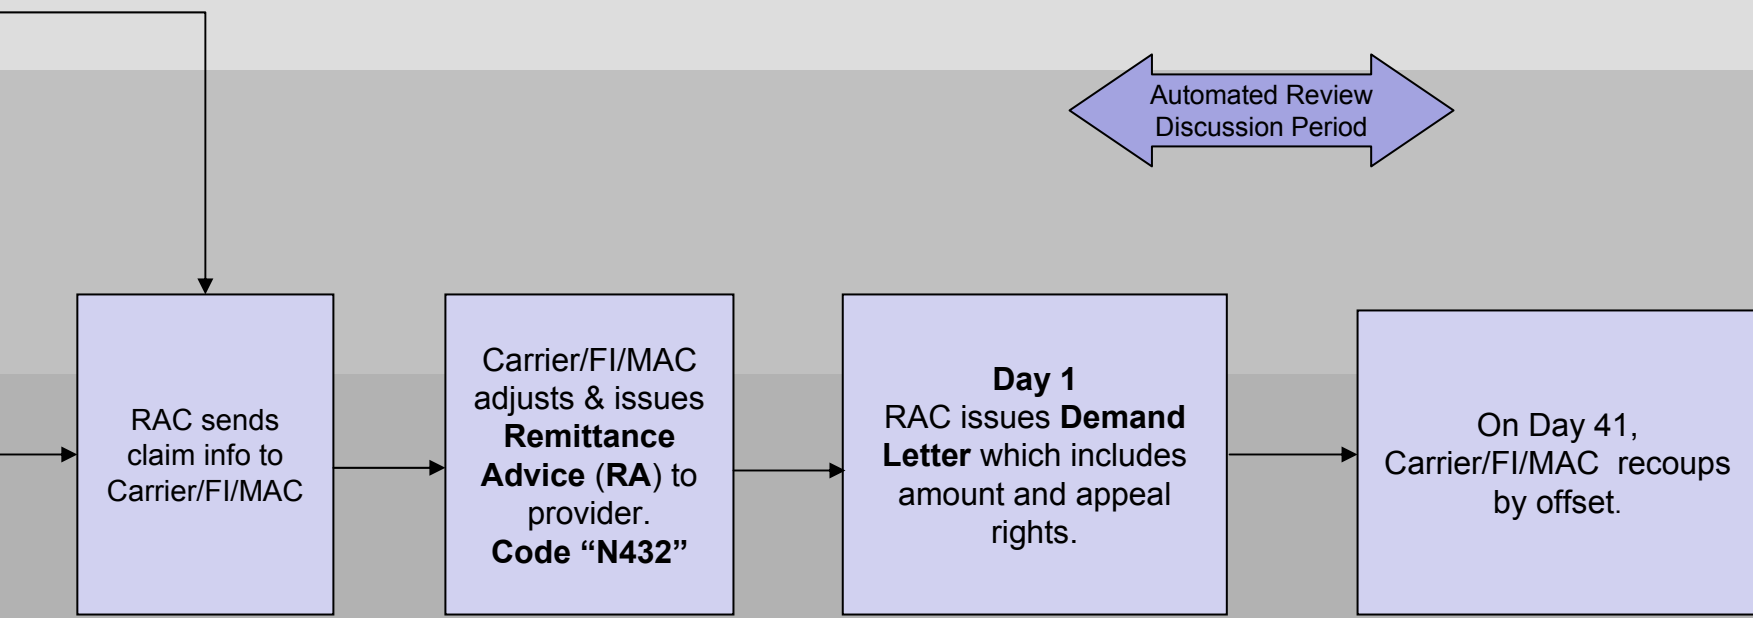 Automated Review
Discussion Period
RAC sends
claim info to
Carrier/FI/MAC
Carrier/FI/MAC
adjusts & issues
Remittance
Advice (RA) to
provider.
Code “N432”
Day 1
RAC issues Demand
Letter which includes
amount and appeal
rights.
On Day 41,
Carrier/FI/MAC recoups
by offset.